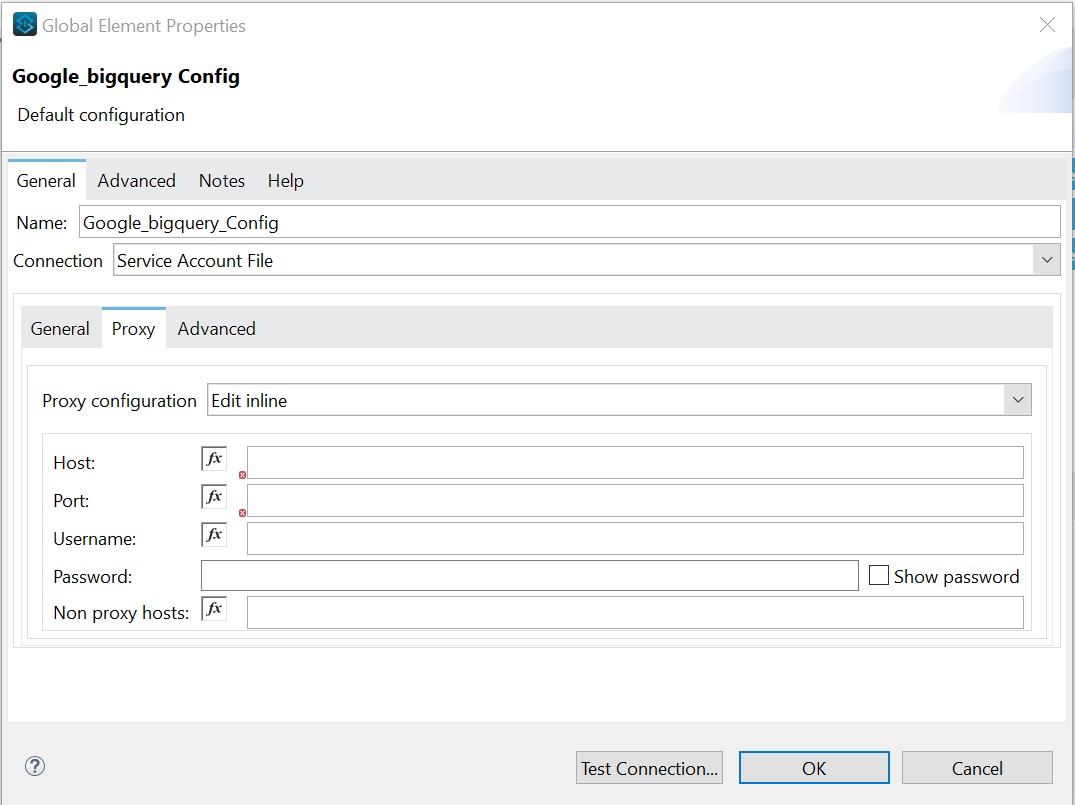 Global Element Properties
Google_bigquery Config
Default configuration
General Advanced Notes Help
Name: Google_bigquery_Config
Connection Service Account File
General Proxy Advanced
Proxy configuration Edit inline
Host: fx
Port: fx
Username: fx
Password: Show password
Non proxy hosts: fx
? Test Connection... OK Cancel